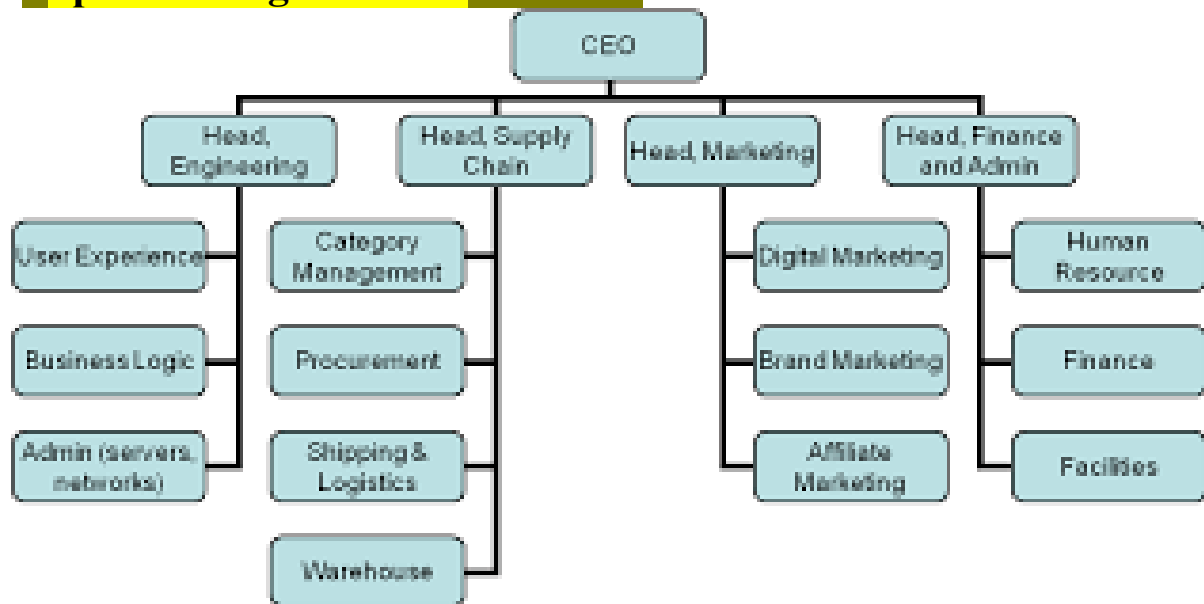 CEO
Head,
Engineering
Head, Supply
Chain
Head, Marketing
Head, Finance
and Admin
User Experience
Category
Management
Digital Marketing
Human
Resource
Business Logic
Procurement
Brand Marketing
Finance
Admin (servers,
networks)
Shipping &
Logistics
Affiliate
Marketing
Facilities
Warehouse